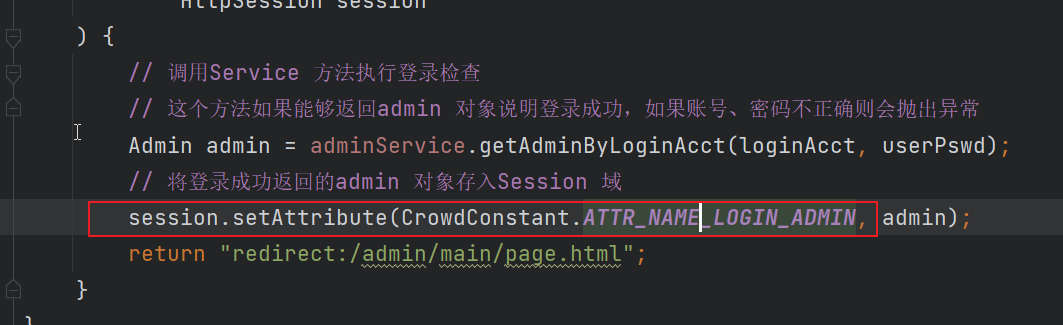 HttpSession session
) {
// 调用Service 方法执行登录检查
// 这个方法如果能够返回admin 对象说明登录成功，如果账号、密码不正确则会抛出异常
Admin admin = adminService.getAdminByLoginAcct(loginAcct, userPswd);
// 将登录成功返回的admin 对象存入Session 域
session.setAttribute(CrowdConstant.ATTR_NAME_LOGIN_ADMIN, admin);
return "redirect:/admin/main/page.html";
}
}